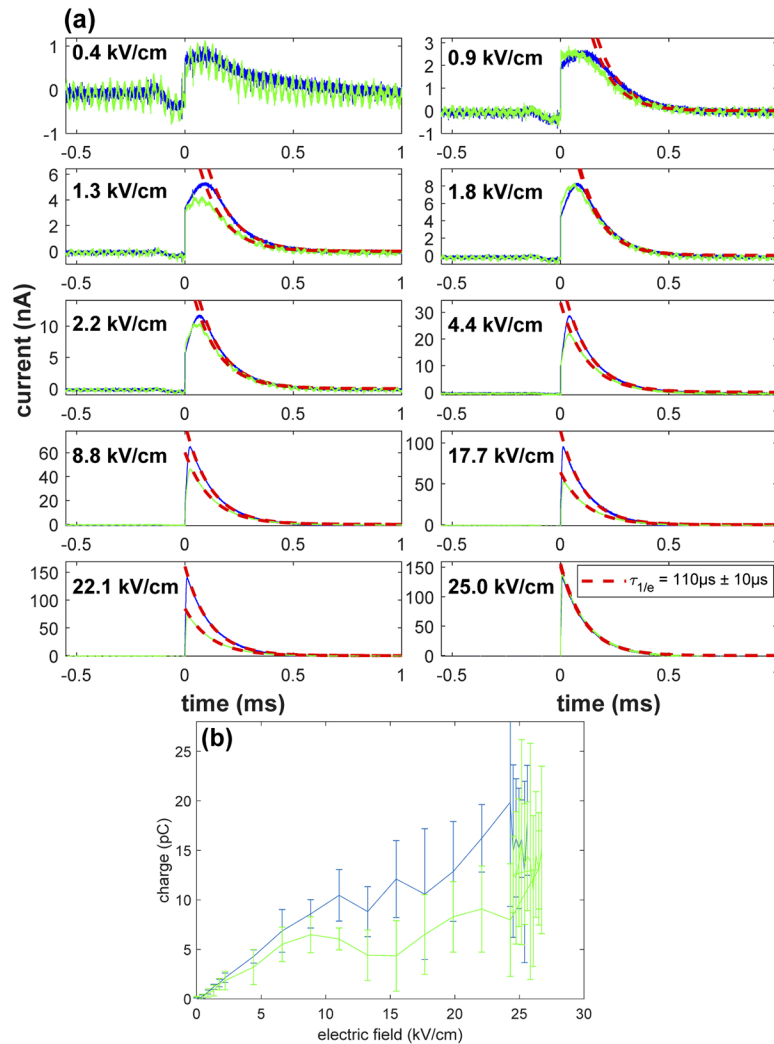 (a)
0.4 kV/cm
1
0
1
-0.5 0 0.5 1
0.9 kV/cm
3
2
1
0
-1
-0.5 0 0.5 1
1.3 kV/cm
6
4
2
0
-0.5 0 0.5 1
1.8 kV/cm
8
6
4
2
0
-0.5 0 0.5 1
2.2 kV/cm
10
5
0
-0.5 0 0.5 1
4.4 kV/cm
30
20
10
0
-0.5 0 0.5 1
8.8 kV/cm
60
40
20
0
-0.5 0 0.5 1
17.7 kV/cm
100
50
0
-0.5 0 0.5 1
22.1 kV/cm
150
100
50
0
-0.5 0 0.5 1
25.0 kV/cm
τ1/e = 110µs ± 10µs
150
100
50
0
-0.5 0 0.5 1
current (nA)
time (ms)
time (ms)
(b)
25
20
15
10
5
0
charge (pC)
0 5 10 15 20 25 30
electric field (kV/cm)